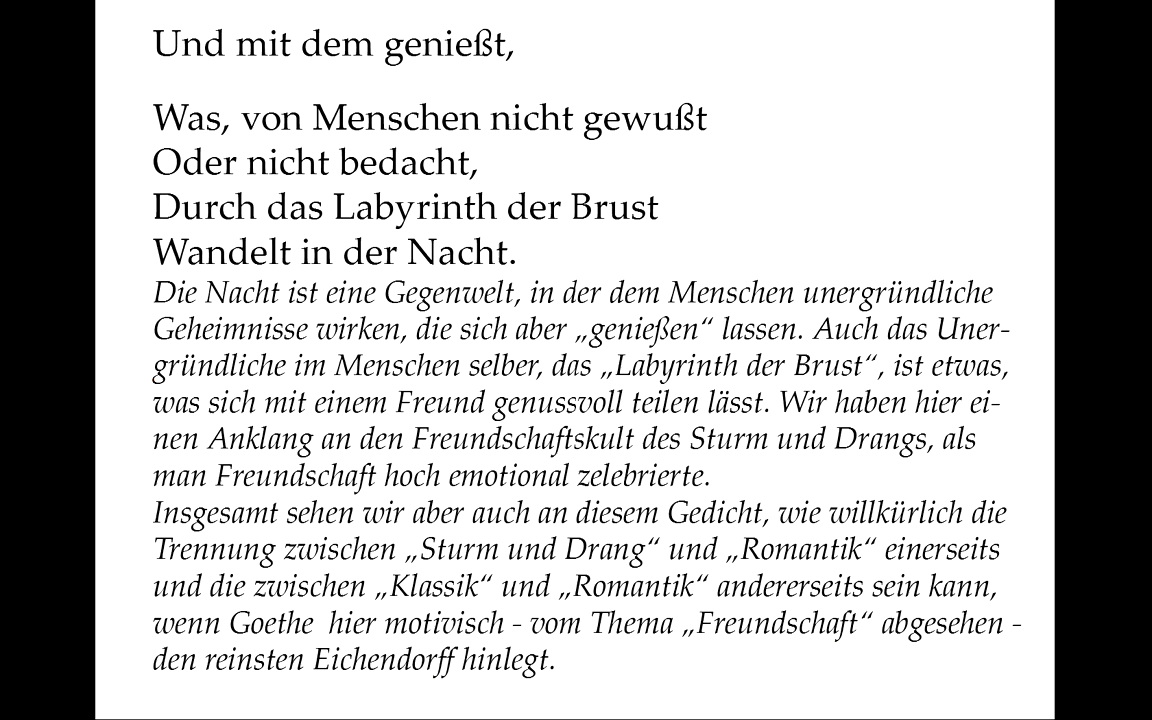 Und mit dem genießt,
Was, von Menschen nicht gewußt
Oder nicht bedacht,
Durch das Labyrinth der Brust
Wandelt in der Nacht.
Die Nacht ist eine Gegenwelt, in der dem Menschen unergründliche
Geheimnisse wirken, die sich aber „genießen“ lassen. Auch das Uner-
gründliche im Menschen selber, das „Labyrinth der Brust“, ist etwas,
was sich mit einem Freund genussvoll teilen lässt. Wir haben hier ei-
nen Anklang an den Freundschaftskult des Sturm und Drangs, als
man Freundschaft hoch emotional zelebrierte.
Insgesamt sehen wir aber auch an diesem Gedicht, wie willkürlich die
Trennung zwischen „Sturm und Drang“ und „Romantik“ einerseits
und die zwischen „Klassik“ und „Romantik“ andererseits sein kann,
wenn Goethe  hier motivisch - vom Thema „Freundschaft“ abgesehen -
den reinsten Eichendorff hinlegt.